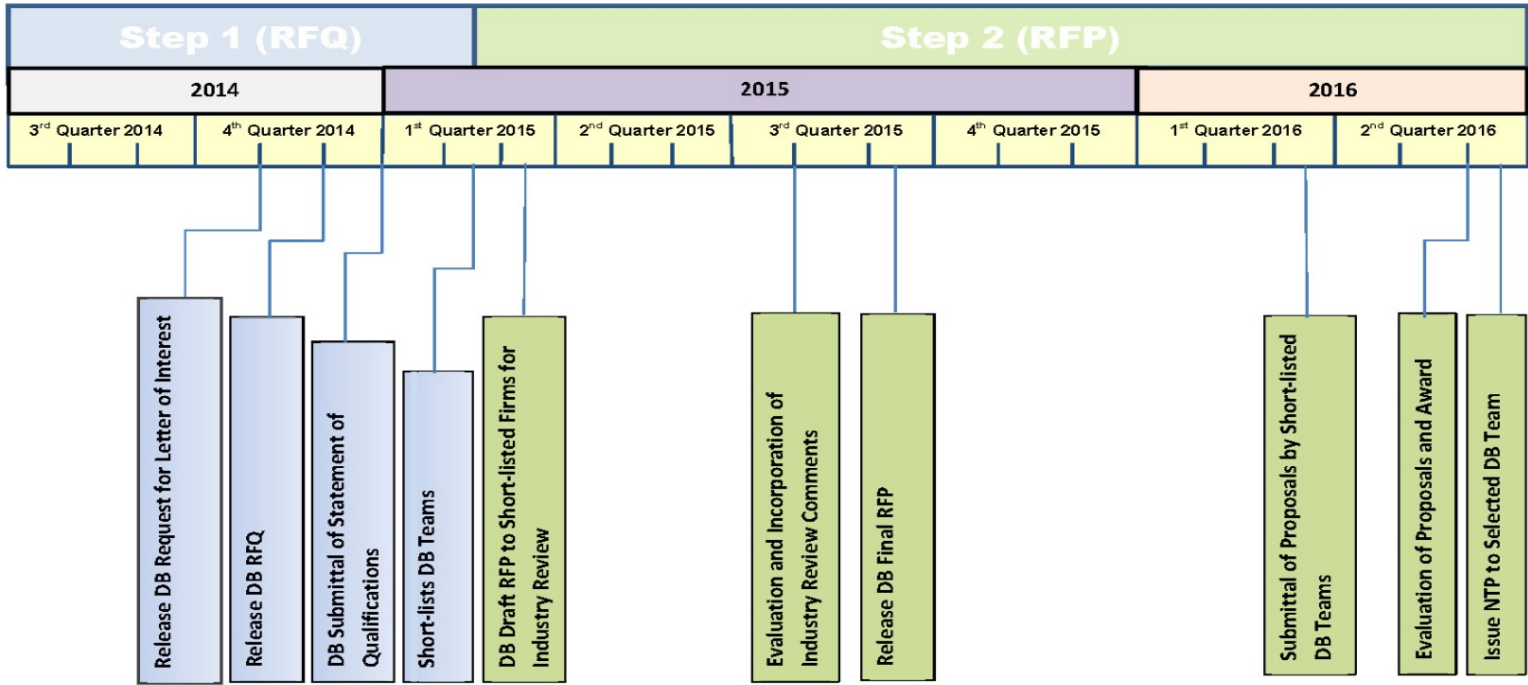 Step 1 (RFQ)
Step 2 (RFP)
2014
2015
2016
3rd Quarter 2014
4th Quarter 2014
1st Quarter 2015
2nd Quarter 2015
3rd Quarter 2015
4th Quarter 2015
1st Quarter 2016
2nd Quarter 2016
Release DB Request for Letter of Interest
Release DB RFQ
DB Submittal of Statement of
Qualifications
Short-lists DB Teams
DB Draft RFP to Short-listed Firms for
Industry Review
Evaluation and Incorporation of
Industry Review Comments
Release DB Final RFP
Submittal of Proposals by Short-listed
DB Teams
Evaluation of Proposals and Award
Issue NTP to Selected DB Team